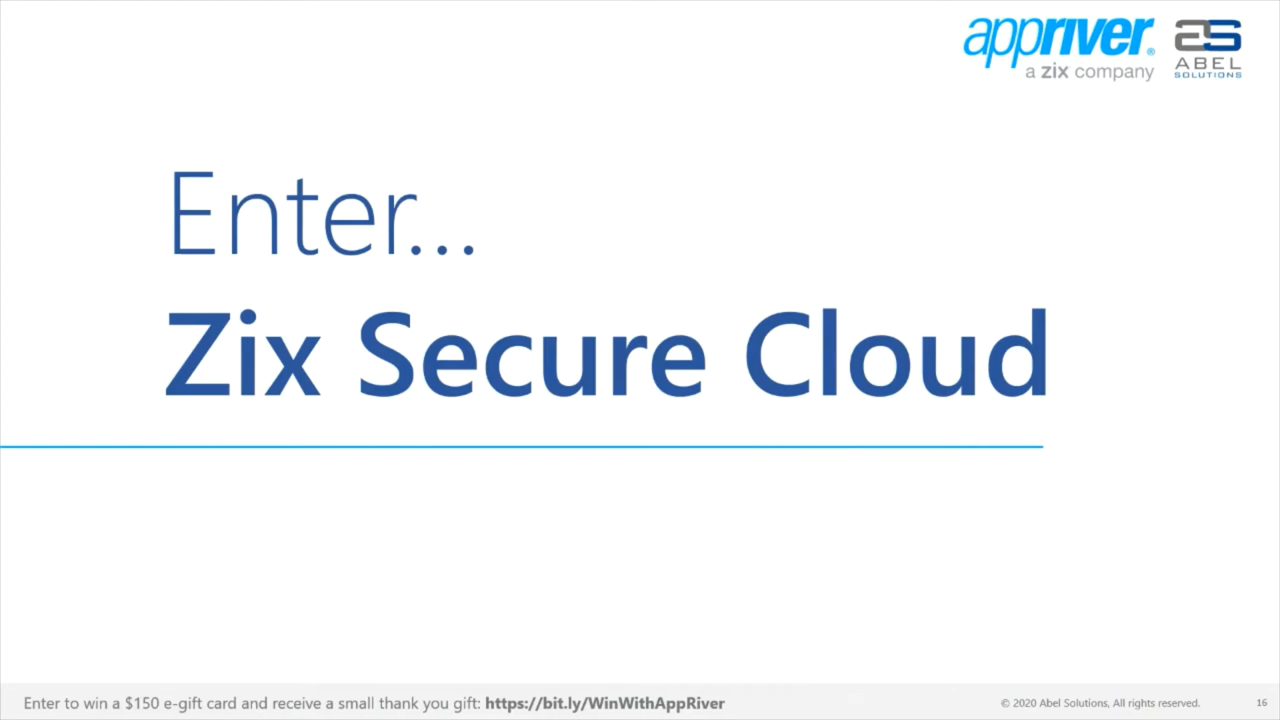 appriver®
a zix company
AS
ABEL
SOLUTIONS
Enter...
Zix Secure Cloud
Enter to win a $150 e-gift card and receive a small thank you gift: https://bit.ly/WinWithAppRiver
© 2020 Abel Solutions, All rights reserved.
16